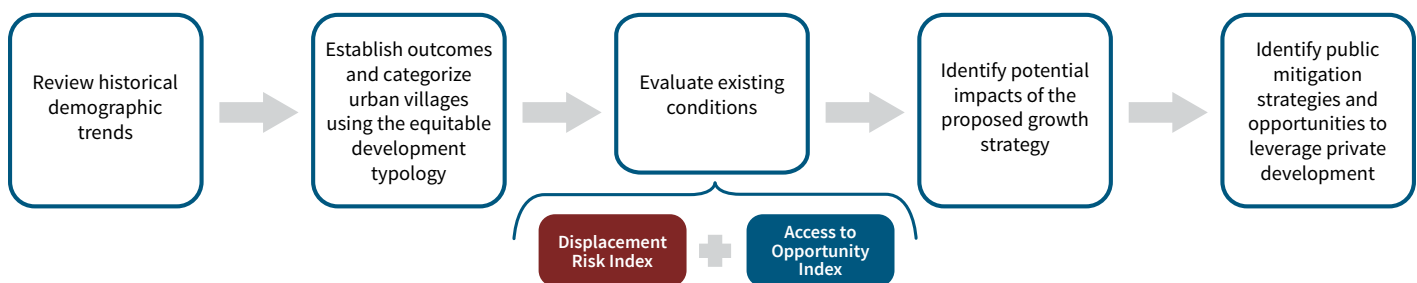 Review historical
demographic
trends
Establish outcomes
and categorize
urban villages
using the equitable
development
typology
Evaluate existing
conditions
Identify potential
impacts of the
proposed growth
strategy
Identify public
mitigation
strategies and
opportunities to
leverage private
development
Displacement
Risk Index
Access to
Opportunity
Index